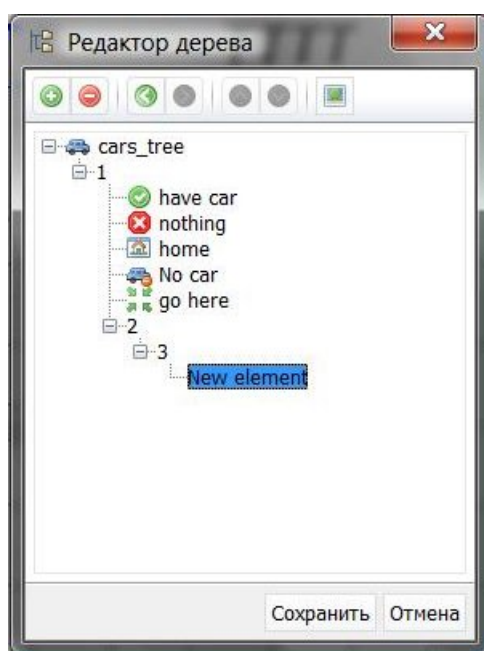 Редактор дерева
cars_tree
1
have car
nothing
home
No car
go here
2
3
New element
Сохранить Отмена